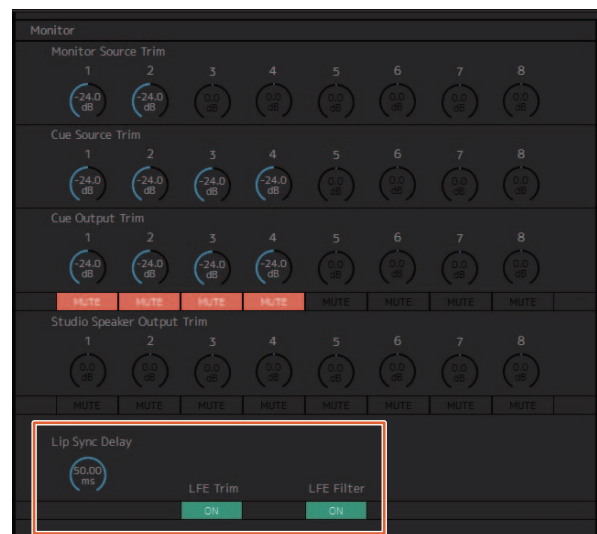 Monitor
Monitor Source Trim
1 2 3 4 5 6 7 8
-24.0 dB -24.0 dB 0.0 dB 0.0 dB 0.0 dB 0.0 dB 0.0 dB 0.0 dB
Cue Source Trim
1 2 3 4 5 6 7 8
-24.0 dB -24.0 dB -24.0 dB -24.0 dB 0.0 dB 0.0 dB 0.0 dB 0.0 dB
Cue Output Trim
1 2 3 4 5 6 7 8
-24.0 dB -24.0 dB -24.0 dB -24.0 dB 0.0 dB 0.0 dB 0.0 dB 0.0 dB
MUTE MUTE MUTE MUTE MUTE MUTE MUTE MUTE
Studio Speaker Output Trim
1 2 3 4 5 6 7 8
0.0 dB 0.0 dB 0.0 dB 0.0 dB 0.0 dB 0.0 dB 0.0 dB 0.0 dB
MUTE MUTE MUTE MUTE MUTE MUTE MUTE MUTE
Lip Sync Delay
50.00 ms
LFE Trim LFE Filter
ON ON